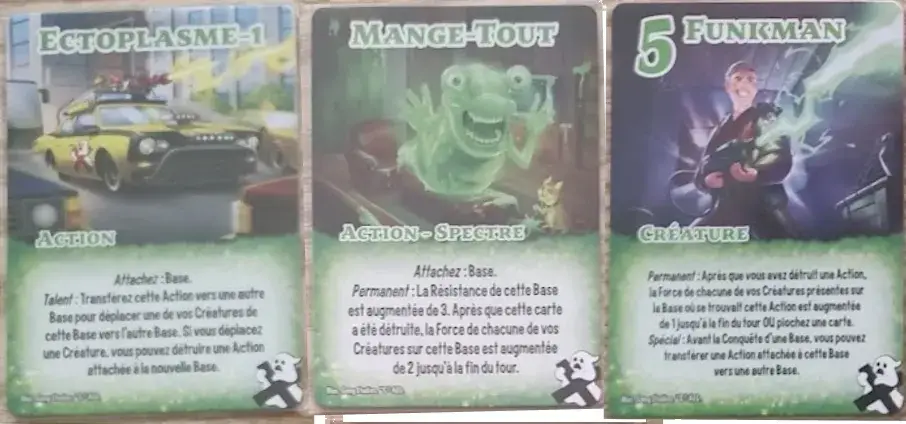 ECTOPLASME-1
ACTION
Attachez : Base.
Talent : Transférez cette Action vers une autre
Base pour déplacer une de vos Créatures de
cette Base vers l'autre Base. Si vous déplacez
une Créature, vous pouvez détruire une Action
attachée à la nouvelle Base.
MANGE-TOUT
ACTION - SPECTRE
Attachez : Base.
Permanent : La Résistance de cette Base
est augmentée de 3. Après que cette carte
a été détruite, la Force de chacune de vos
Créatures sur cette Base est augmentée
de 2 jusqu'à la fin du tour.
5 FUNKMAN
CRÉATURE
Permanent : Après que vous avez détruit une Action,
la Force de chacune de vos Créatures présentes sur
la Base où se trouvait cette Action est augmentée
de 1 jusqu'à la fin du tour OU piochez une carte.
Spécial : Avant la Conquête d'une Base, vous pouvez
transférer une Action attachée à cette Base
vers une autre Base.